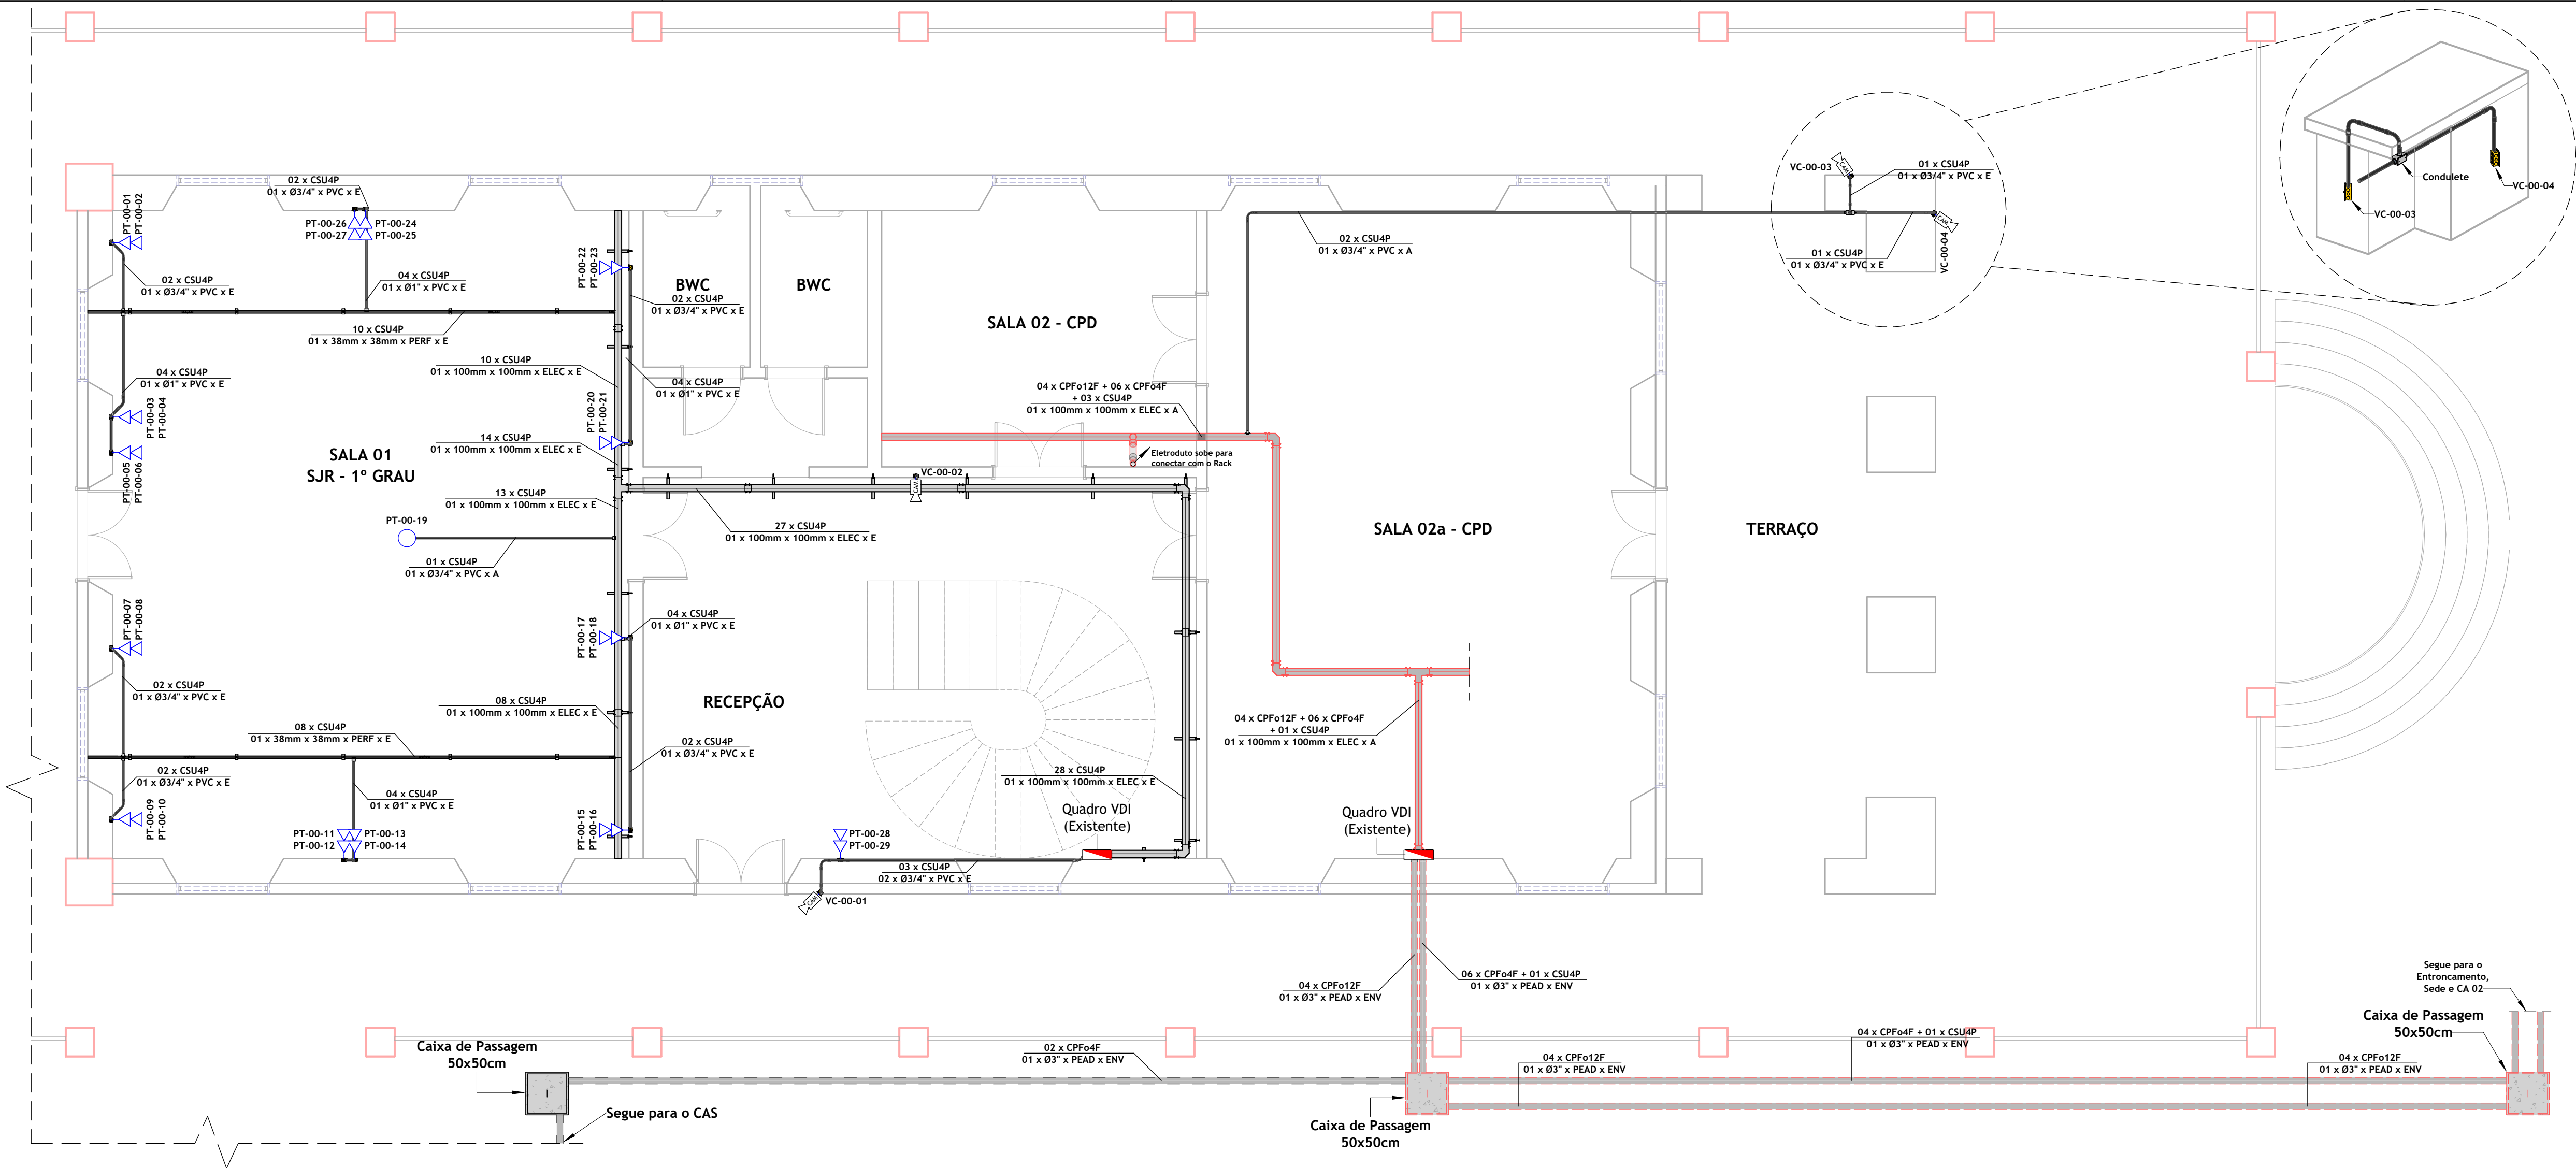 VC-00-03
01 x CSU4P
01 x Ø3/4" x PVC x E
Condulete
VC-00-04
VC-00-03
02 x CSU4P
01 x Ø3/4" x PVC x E
PT-00-01
PT-00-02
PT-00-26
PT-00-24
PT-00-27
PT-00-25
PT-00-22
PT-00-23
02 x CSU4P
01 x Ø3/4" x PVC x A
01 x CSU4P
01 x Ø3/4" x PVC x E
VC-00-04
02 x CSU4P
01 x Ø3/4" x PVC x E
04 x CSU4P
01 x Ø1" x PVC x E
BWC
BWC
02 x CSU4P
01 x Ø3/4" x PVC x E
SALA 02 - CPD
10 x CSU4P
01 x 38mm x 38mm x PERF x E
10 x CSU4P
01 x 100mm x 100mm x ELEC x E
04 x CSU4P
01 x Ø1" x PVC x E
04 x CSU4P
01 x Ø1" x PVC x E
04 x CPFo12F + 06 x CPFo4F
+ 03 x CSU4P
01 x 100mm x 100mm x ELEC x A
PT-00-03
PT-00-04
PT-00-20
PT-00-21
14 x CSU4P
01 x 100mm x 100mm x ELEC x E
Eletroduto sobe para
conectar com o Rack
SALA 01
SJR - 1º GRAU
PT-00-05
PT-00-06
VC-00-02
CAM
13 x CSU4P
01 x 100mm x 100mm x ELEC x E
PT-00-19
27 x CSU4P
01 x 100mm x 100mm x ELEC x E
SALA 02a - CPD
TERRAÇO
01 x CSU4P
01 x Ø3/4" x PVC x A
PT-00-07
PT-00-08
PT-00-17
PT-00-18
04 x CSU4P
01 x Ø1" x PVC x E
02 x CSU4P
01 x Ø3/4" x PVC x E
08 x CSU4P
01 x 100mm x 100mm x ELEC x E
RECEPÇÃO
04 x CPFo12F + 06 x CPFo4F
+ 01 x CSU4P
01 x 100mm x 100mm x ELEC x A
08 x CSU4P
01 x 38mm x 38mm x PERF x E
02 x CSU4P
01 x Ø3/4" x PVC x E
02 x CSU4P
01 x Ø3/4" x PVC x E
28 x CSU4P
01 x 100mm x 100mm x ELEC x E
04 x CSU4P
01 x Ø1" x PVC x E
Quadro VDI
(Existente)
Quadro VDI
(Existente)
PT-00-09
PT-00-10
PT-00-11
PT-00-13
PT-00-12
PT-00-14
PT-00-15
PT-00-16
PT-00-28
PT-00-29
03 x CSU4P
02 x Ø3/4" x PVC x E
CAM
VC-00-01
06 x CPFo4F + 01 x CSU4P
01 x Ø3" x PEAD x ENV
04 x CPFo12F
01 x Ø3" x PEAD x ENV
Segue para o
Entroncamento,
Sede e CA 02
Caixa de Passagem
50x50cm
04 x CPFo4F + 01 x CSU4P
01 x Ø3" x PEAD x ENV
Caixa de Passagem
50x50cm
02 x CPFo4F
01 x Ø3" x PEAD x ENV
04 x CPFo12F
01 x Ø3" x PEAD x ENV
04 x CPFo12F
01 x Ø3" x PEAD x ENV
Segue para o CAS
Caixa de Passagem
50x50cm
CAM
CAM